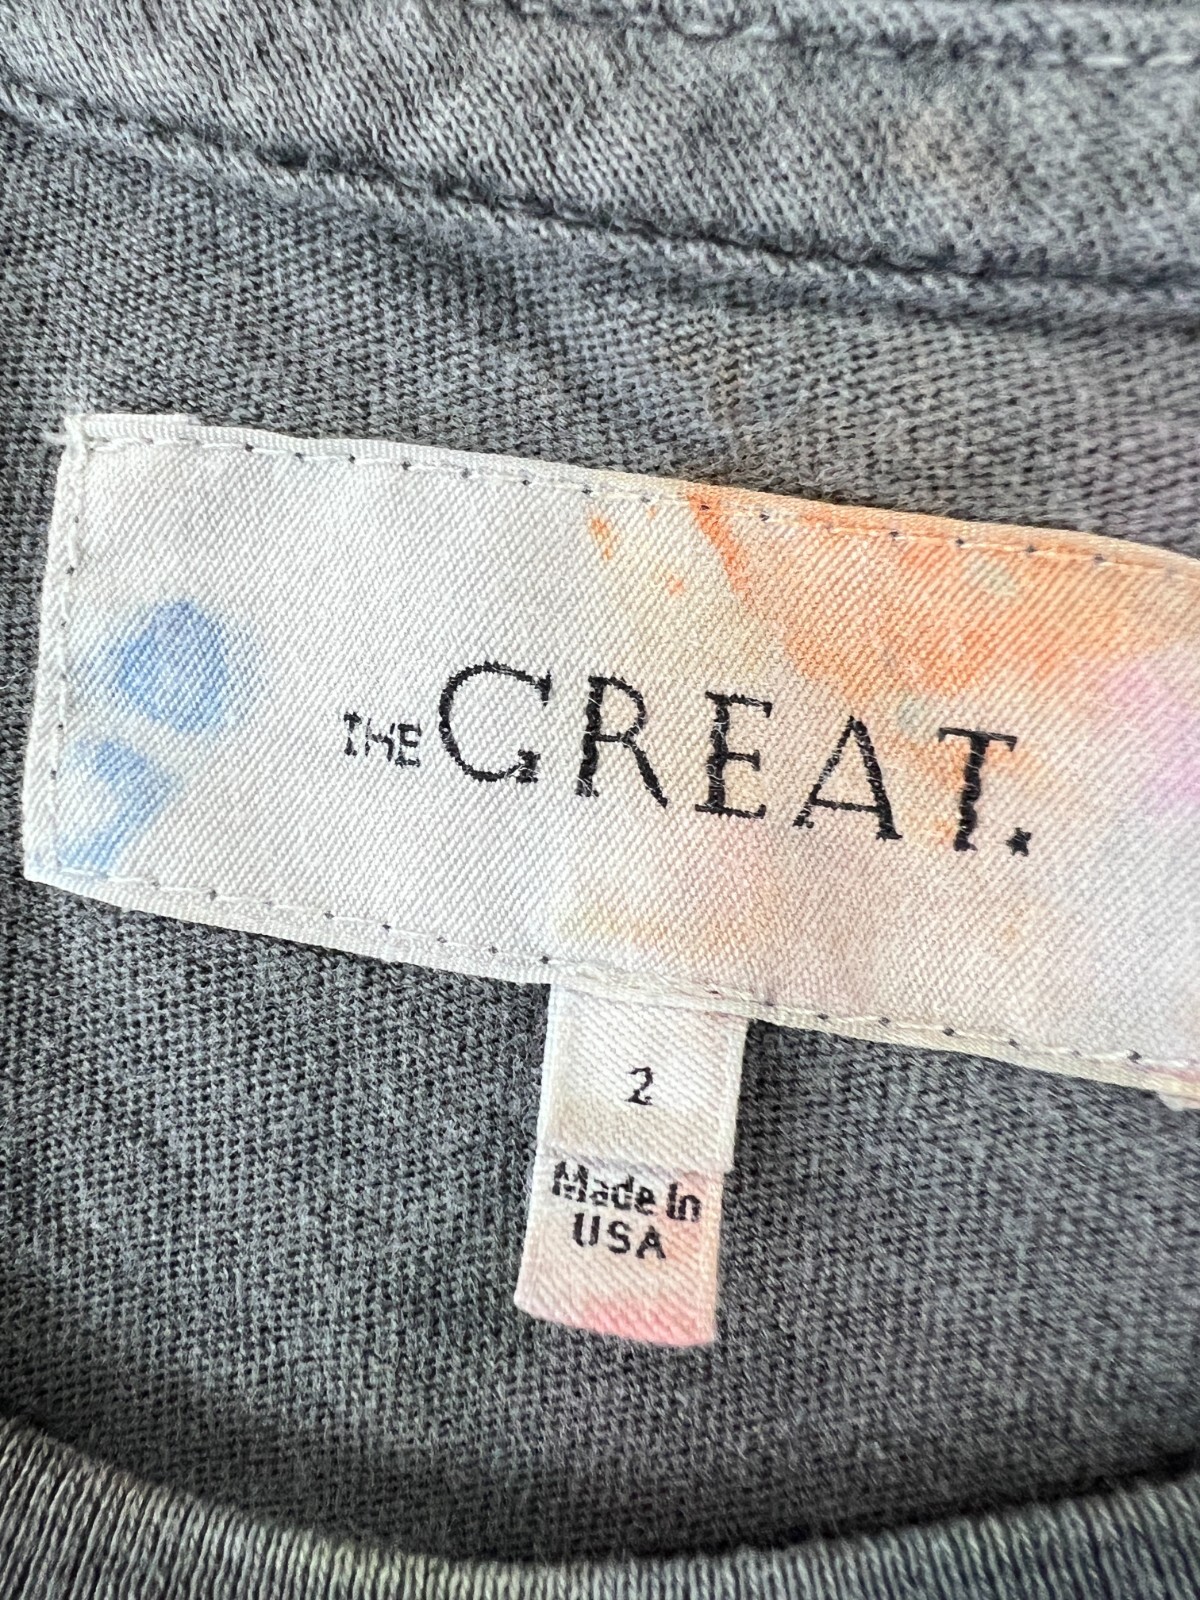 THE GREAT.
2
Made In
USA